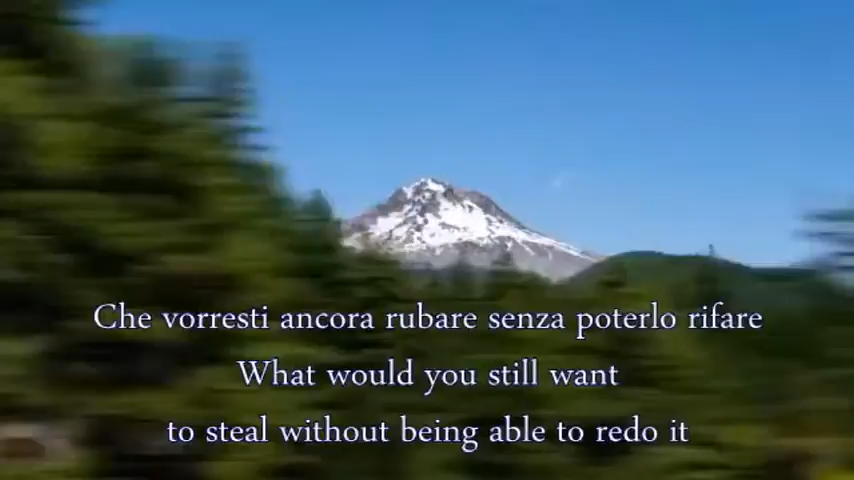 Che vorresti ancora rubare senza poterlo rifare
What would you still want
to steal without being able to redo it